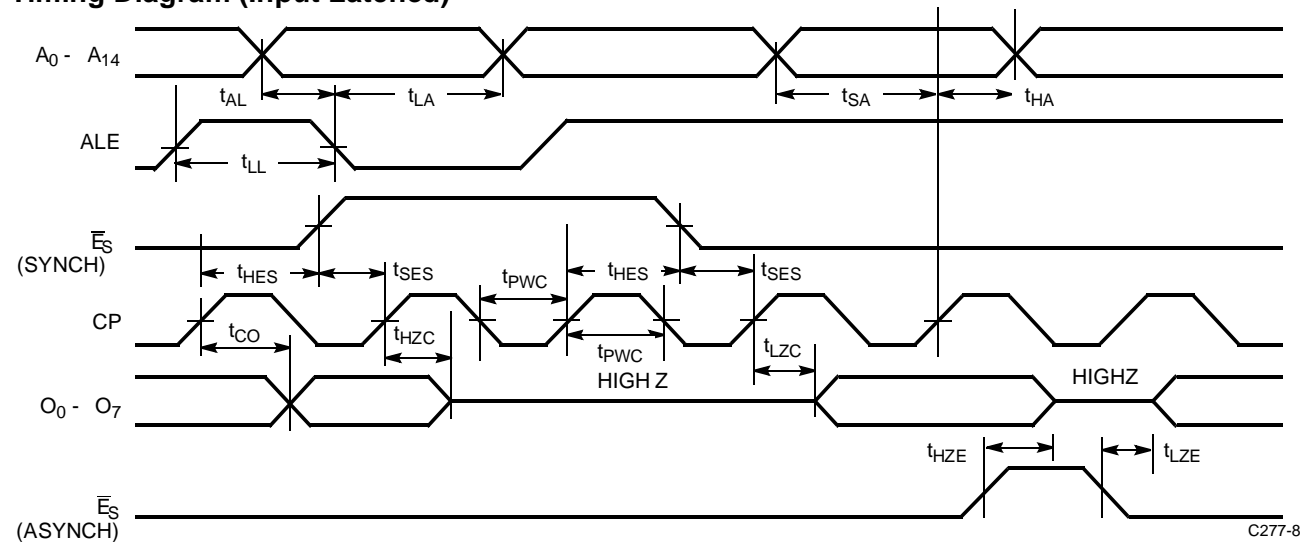 Timing Diagram (Input Latched)
A0 - A14
tAL
tLA
tSA
tHA
ALE
tLL
ES
(SYNCH)
tHES
tSES
tPWC
tHES
tSES
CP
tCO
tHZC
tPWC
tLZC
HIGH Z
HIGHZ
O0 - O7
tHZE
tLZE
ES
(ASYNCH)
C277-8